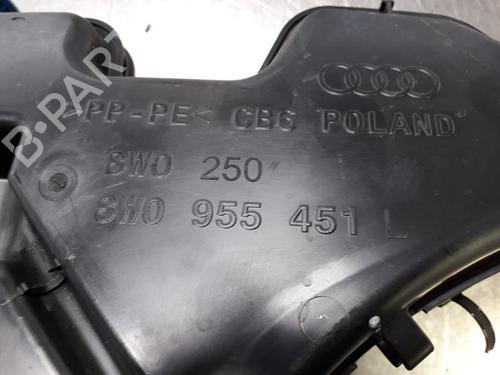 B-PART
>PP-PE< CB6 POLAND
8W0 250
8W0 955 451 L